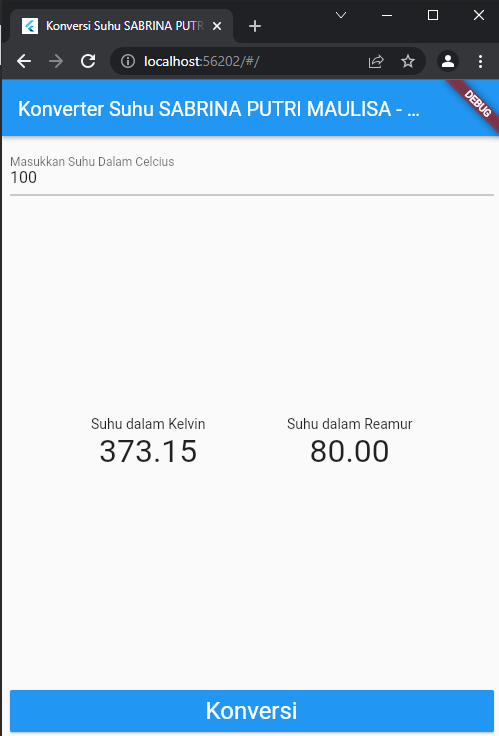 Konversi Suhu SABRINA PUTR
localhost:56202/#/
Konverter Suhu SABRINA PUTRI MAULISA - ...
DEBUG
Masukkan Suhu Dalam Celcius
100
Suhu dalam Kelvin
373.15
Suhu dalam Reamur
80.00
Konversi